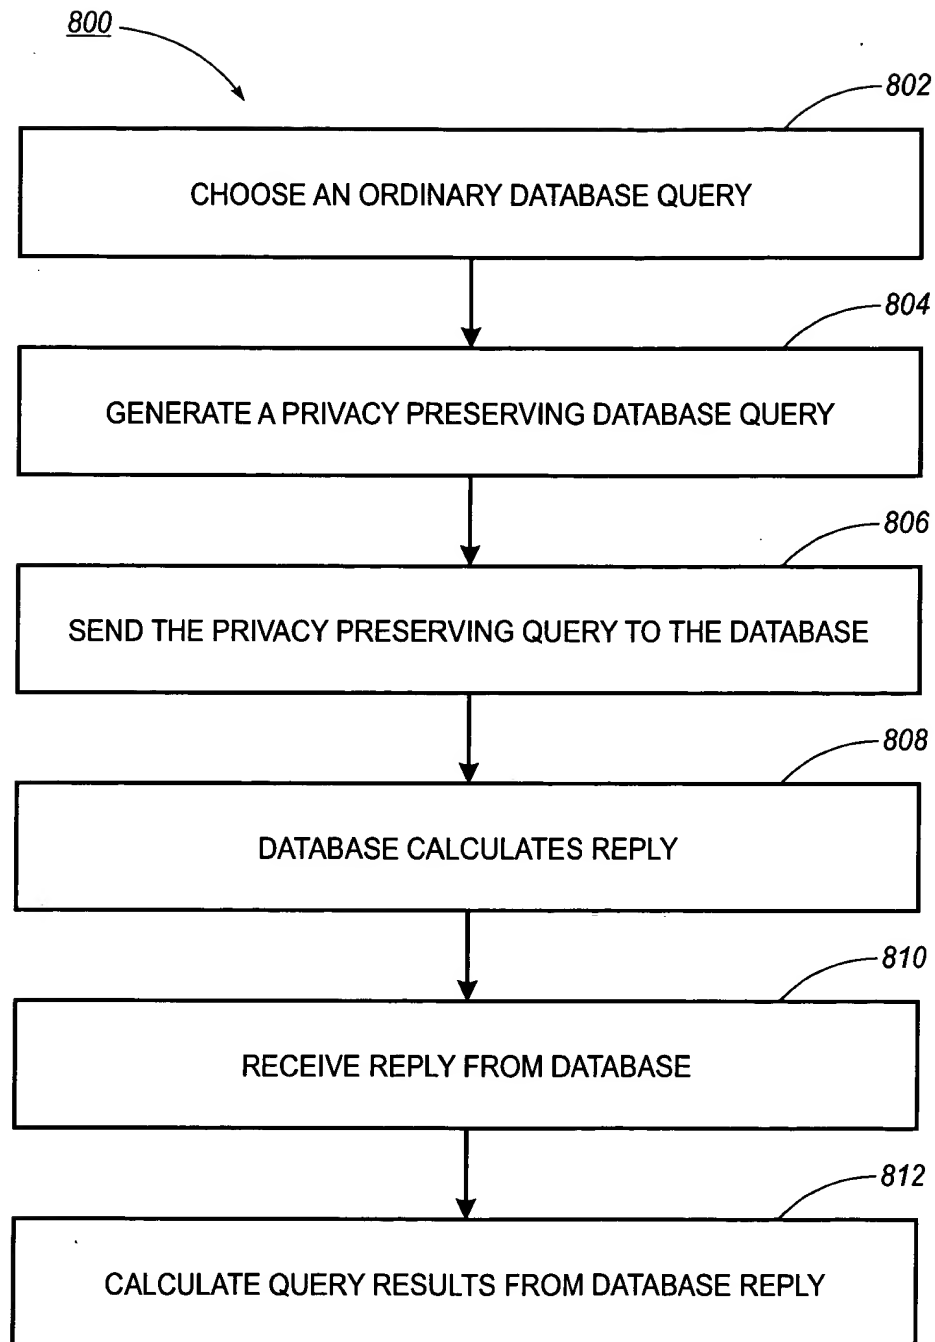 800
802
CHOOSE AN ORDINARY DATABASE QUERY
804
GENERATE A PRIVACY PRESERVING DATABASE QUERY
806
SEND THE PRIVACY PRESERVING QUERY TO THE DATABASE
808
DATABASE CALCULATES REPLY
810
RECEIVE REPLY FROM DATABASE
812
CALCULATE QUERY RESULTS FROM DATABASE REPLY